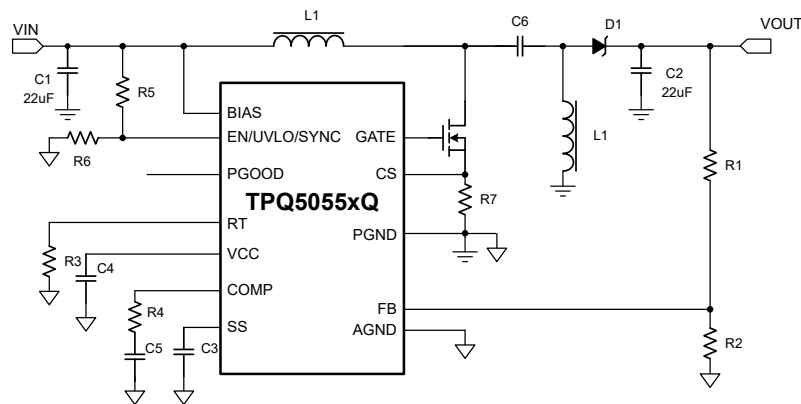 L1
VIN
C6
D1
VOUT
C1
22uF
R5
C2
22uF
BIAS
EN/UVLO/SYNC
GATE
L1
R1
R6
PGOOD
CS
TPQ5055xQ
R7
RT
PGND
R3
C4
VCC
COMP
R4
FB
SS
AGND
C5
C3
R2